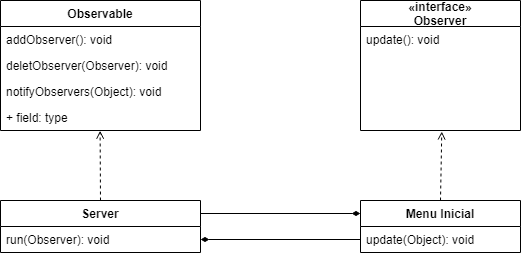 Observable
addObserver(): void
deletObserver(Observer): void
notifyObservers(Object): void
+ field: type
«interface»
Observer
update(): void
Server
run(Observer): void
Menu Inicial
update(Object): void